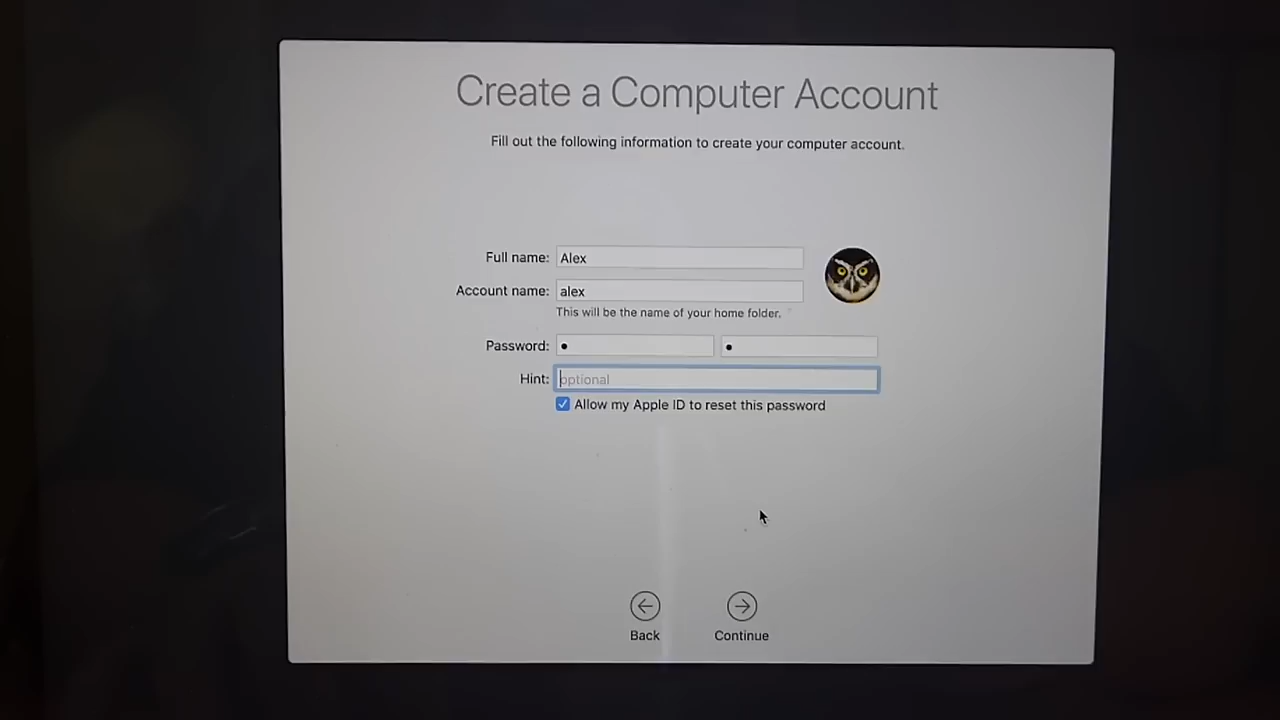 Create a Computer Account
Fill out the following information to create your computer account.
Full name: Alex
Account name: alex
This will be the name of your home folder.
Password: • •
Hint: optional
Allow my Apple ID to reset this password
Back Continue